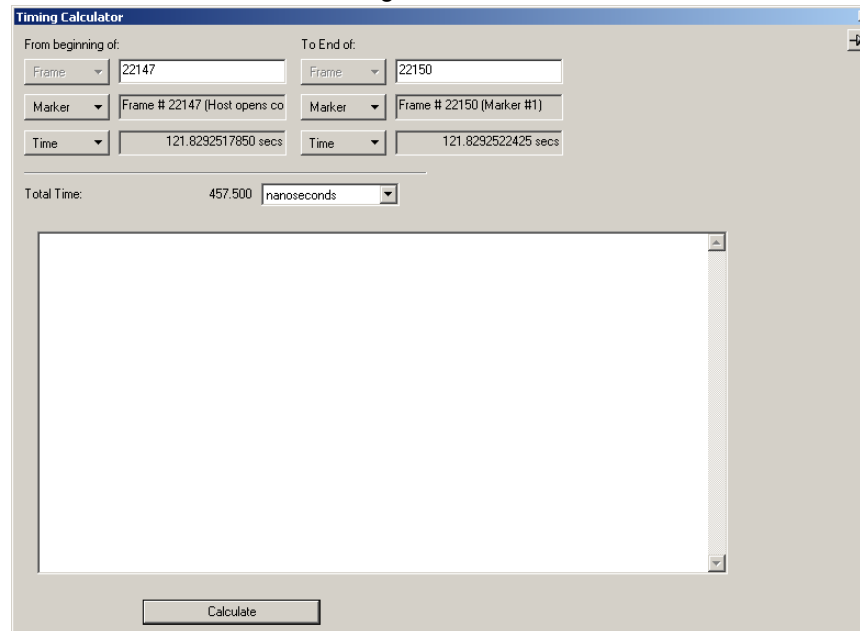 Timing Calculator
From beginning of: To End of:
Frame 22147 Frame 22150
Marker Frame # 22147 (Host opens co Marker Frame # 22150 (Marker #1)
Time 121.8292517850 secs Time 121.8292522425 secs
Total Time: 457.500 nanoseconds
Calculate